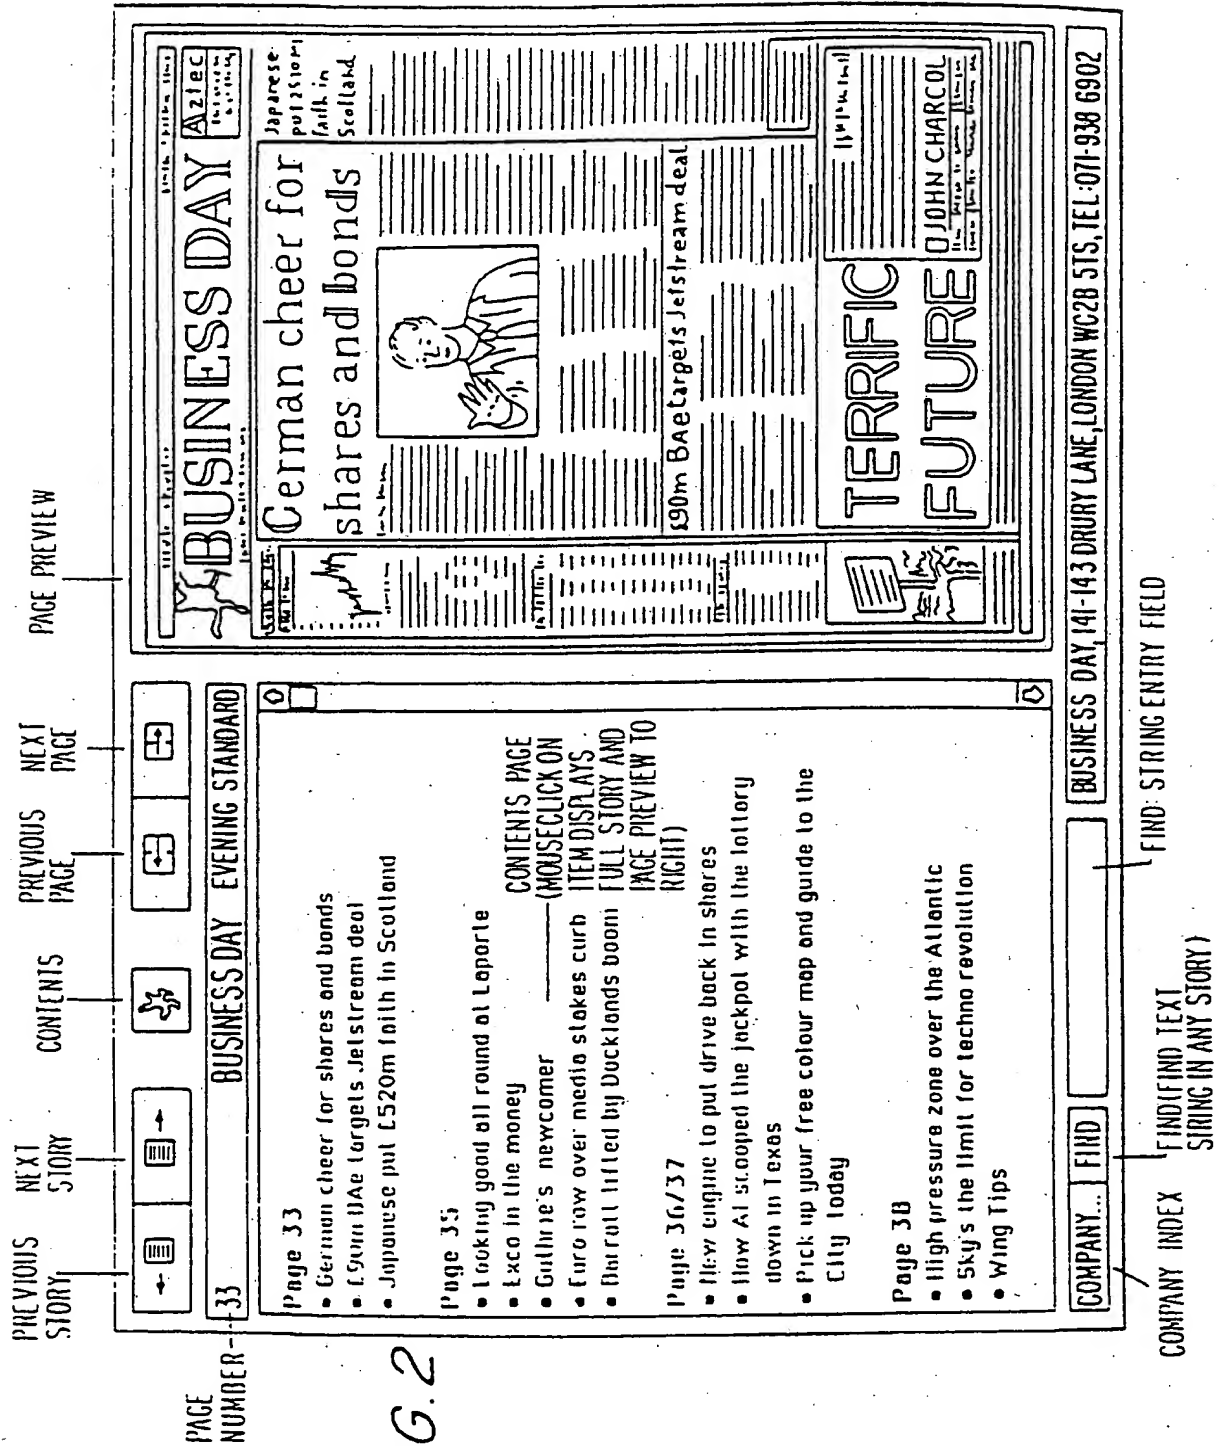 PREVIOUS
STORY
NEXT
STORY
CONTENTS
PREVIOUS
PAGE
NEXT
PAGE
PAGE PREVIEW
PAGE
NUMBER
33
BUSINESS DAY EVENING STANDARD
Page 33
• German cheer for shares and bonds
• BAe targets Jetstream deal
• Japanese put £520m faith in Scotland
Page 35
• Looking good all round at Laporte
• Exco in the money
• Guthrie's newcomer
• Euro row over media stakes curb
• Barratt lifted by Docklands boom
Page 36/37
• New engine to put drive back in shares
• How AI scooped the jackpot with the lottory
down in Texas
• Pick up your free colour map and guide to the
City today
Page 38
• High pressure zone over the Atlantic
• Sky's the limit for techno revolution
• Wing Tips
CONTENTS PAGE
(MOUSECLICK ON
ITEM DISPLAYS
FULL STORY AND
PAGE PREVIEW TO
RIGHT)
BUSINESS DAY
Aztec
German cheer for
shares and bonds
Japanese
put £520m
faith in
Scotland
£90m BAe targets Jetstream deal
TERRIFIC
FUTURE
JOHN CHARCOL
COMPANY...
FIND
BUSINESS DAY, 141-143 DRURY LANE, LONDON WC2B 5TS, TEL:071-938 6902
COMPANY INDEX
FIND(FIND TEXT
STRING IN ANY STORY)
FIND: STRING ENTRY FIELD
G.2